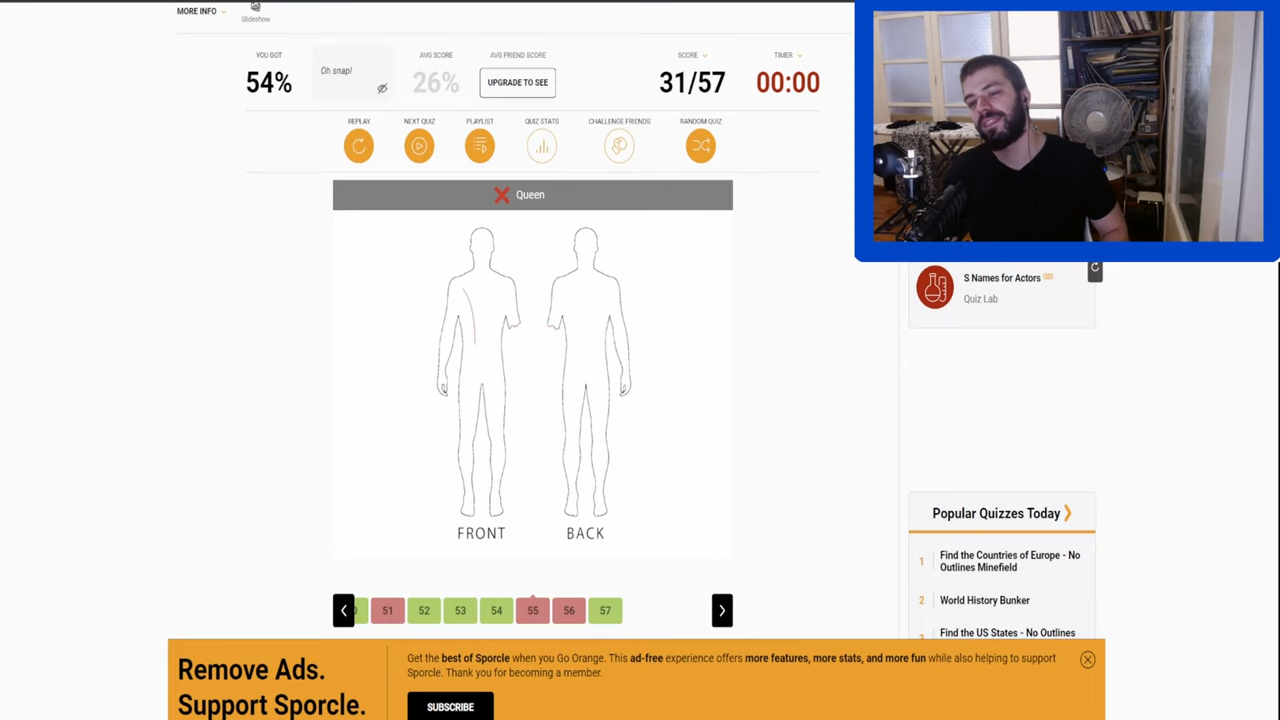 MORE INFO
Slideshow
YOU GOT
54%
Oh snap!
AVG SCORE
26%
AVG FRIEND SCORE
UPGRADE TO SEE
SCORE
31/57
TIMER
00:00
REPLAY
NEXT QUIZ
PLAYLIST
QUIZ STATS
CHALLENGE FRIENDS
RANDOM QUIZ
Queen
FRONT
BACK
51
52
53
54
55
56
57
S Names for Actors
Quiz Lab
Popular Quizzes Today
1
Find the Countries of Europe - No
Outlines Minefield
2
World History Bunker
Find the US States - No Outlines
Remove Ads.
Support Sporcle.
Get the best of Sporcle when you Go Orange. This ad-free experience offers more features, more stats, and more fun while also helping to support
Sporcle. Thank you for becoming a member.
SUBSCRIBE